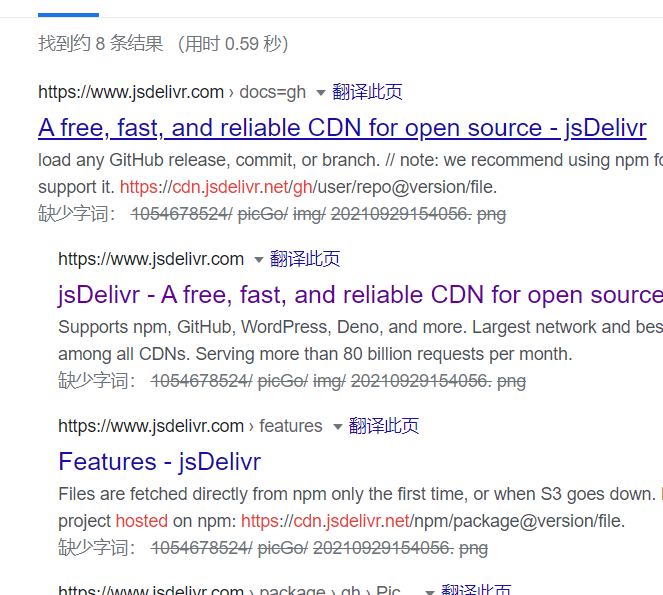 找到约 8 条结果 （用时 0.59 秒）
https://www.jsdelivr.com › docs=gh ▼ 翻译此页
A free, fast, and reliable CDN for open source - jsDelivr
load any GitHub release, commit, or branch. // note: we recommend using npm
support it. https://cdn.jsdelivr.net/gh/user/repo@version/file.
缺少字词： 1054678524/ picGo/ img/ 20210929154056. png
https://www.jsdelivr.com ▼ 翻译此页
jsDelivr - A free, fast, and reliable CDN for open source
Supports npm, GitHub, WordPress, Deno, and more. Largest network and
among all CDNs. Serving more than 80 billion requests per month.
缺少字词： 1054678524/ picGo/ img/ 20210929154056. png
https://www.jsdelivr.com › features ▼ 翻译此页
Features - jsDelivr
Files are fetched directly from npm only the first time, or when S3 goes down.
project hosted on npm: https://cdn.jsdelivr.net/npm/package@version/file.
缺少字词： 1054678524/ picGo/ 20210929154056. png
https://www.jsdelivr.com › package › gh › Pic... ▼ 翻译此页